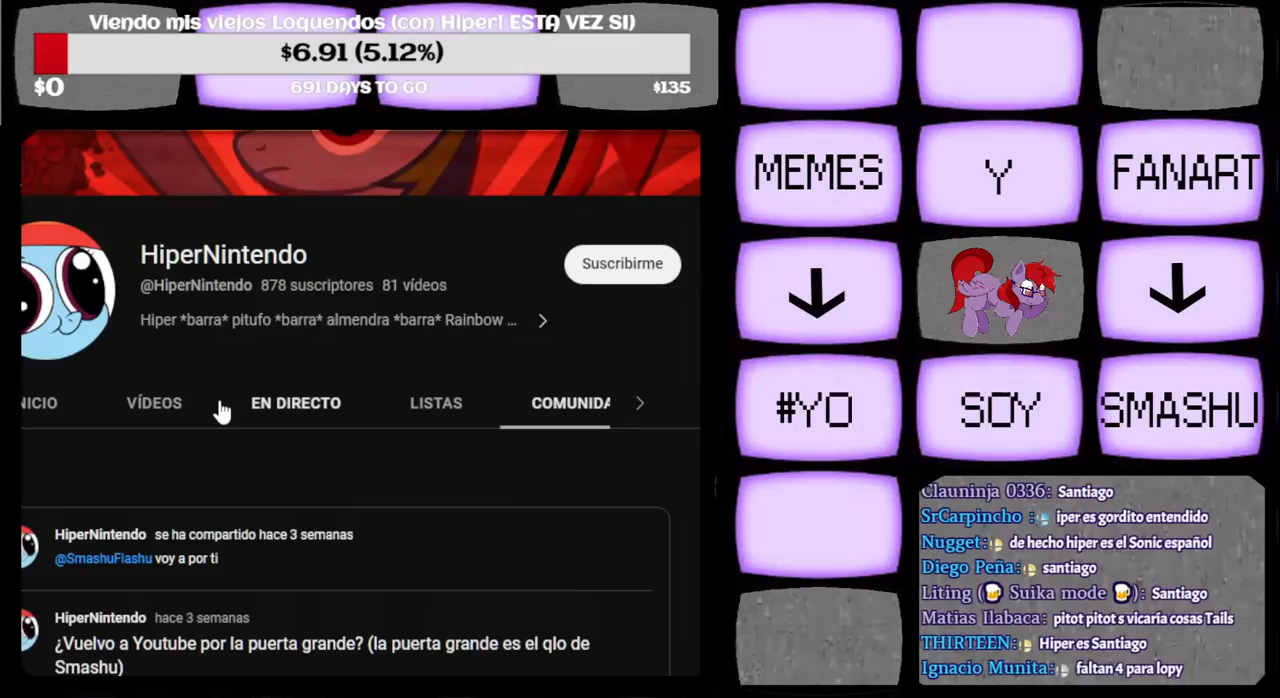 Viendo mis viejos Loquendos (con Hiper! ESTA VEZ SI)
$6.91 (5.12%)
$0
691 DAYS TO GO
$135
HiperNintendo
@HiperNintendo 878 suscriptores 81 vídeos
Hiper *barra* pitufo *barra* almendra *barra* Rainbow ...
Suscribirme
NICIO VÍDEOS EN DIRECTO LISTAS COMUNIDA
HiperNintendo se ha compartido hace 3 semanas
@SmashuFlashu voy a por ti
HiperNintendo hace 3 semanas
¿Vuelvo a Youtube por la puerta grande? (la puerta grande es el qlo de
Smashu)
MEMES Y FANART
#YO SOY SMASHU
Clauninja 0336: Santiago
SrCarpincho : iper es gordito entendido
Nugget: de hecho hiper es el Sonic español
Diego Peña: santiago
Liting (🍺 Suika mode 🍺): Santiago
Matias Ilabaca: pitot pitot s vicaría cosas Tails
THIRTEEN: Hiper es Santiago
Ignacio Munita: faltan 4 para lopy